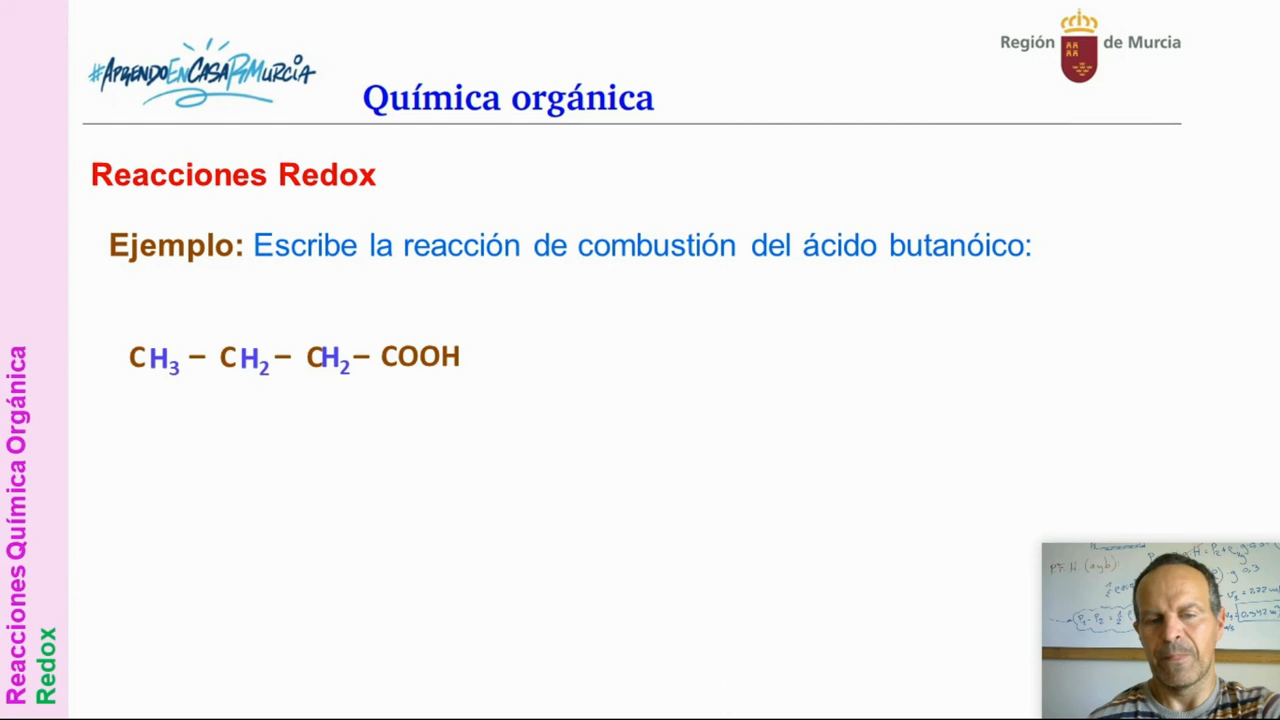 #AprendoEnCasaRMurcia
Región de Murcia
Química orgánica
Reacciones Redox
Ejemplo: Escribe la reacción de combustión del ácido butanóico:
CH₃ – CH₂ – CH₂ – COOH
Reacciones Química Orgánica
Redox